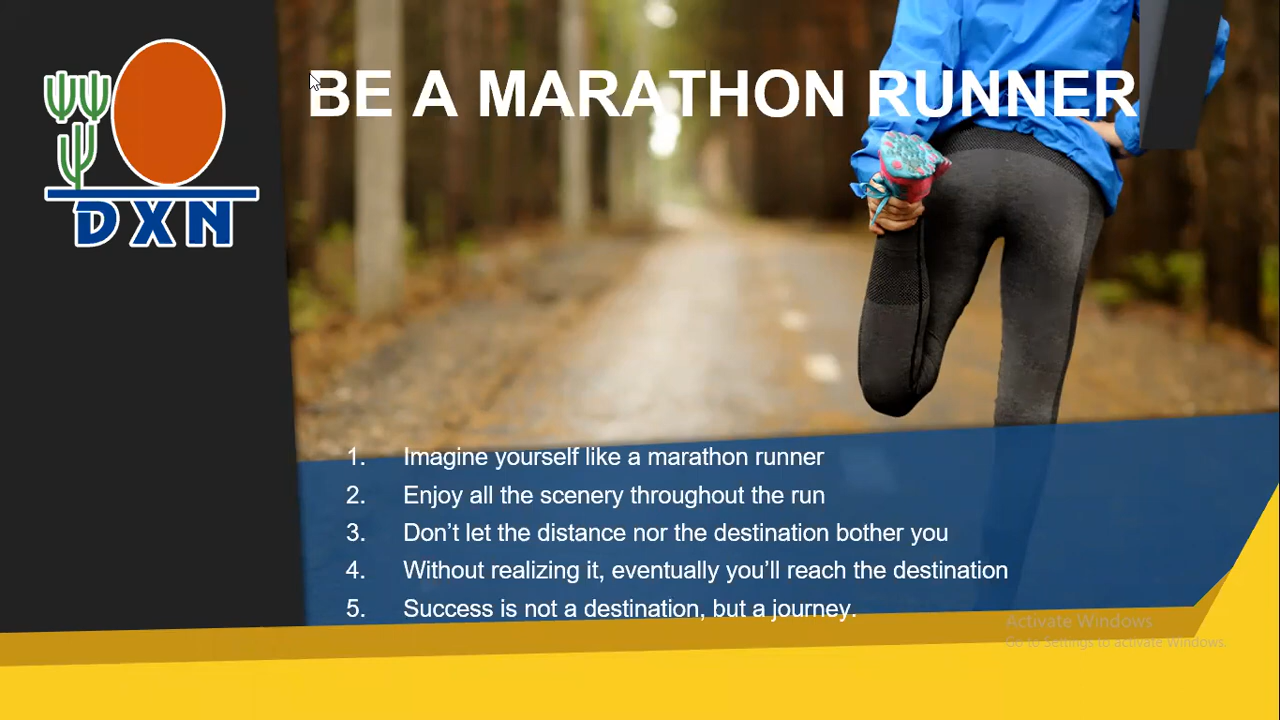 BE A MARATHON RUNNER
DXN
1. Imagine yourself like a marathon runner
2. Enjoy all the scenery throughout the run
3. Don’t let the distance nor the destination bother you
4. Without realizing it, eventually you’ll reach the destination
5. Success is not a destination, but a journey.
Activate Windows
Go to Settings to activate Windows.